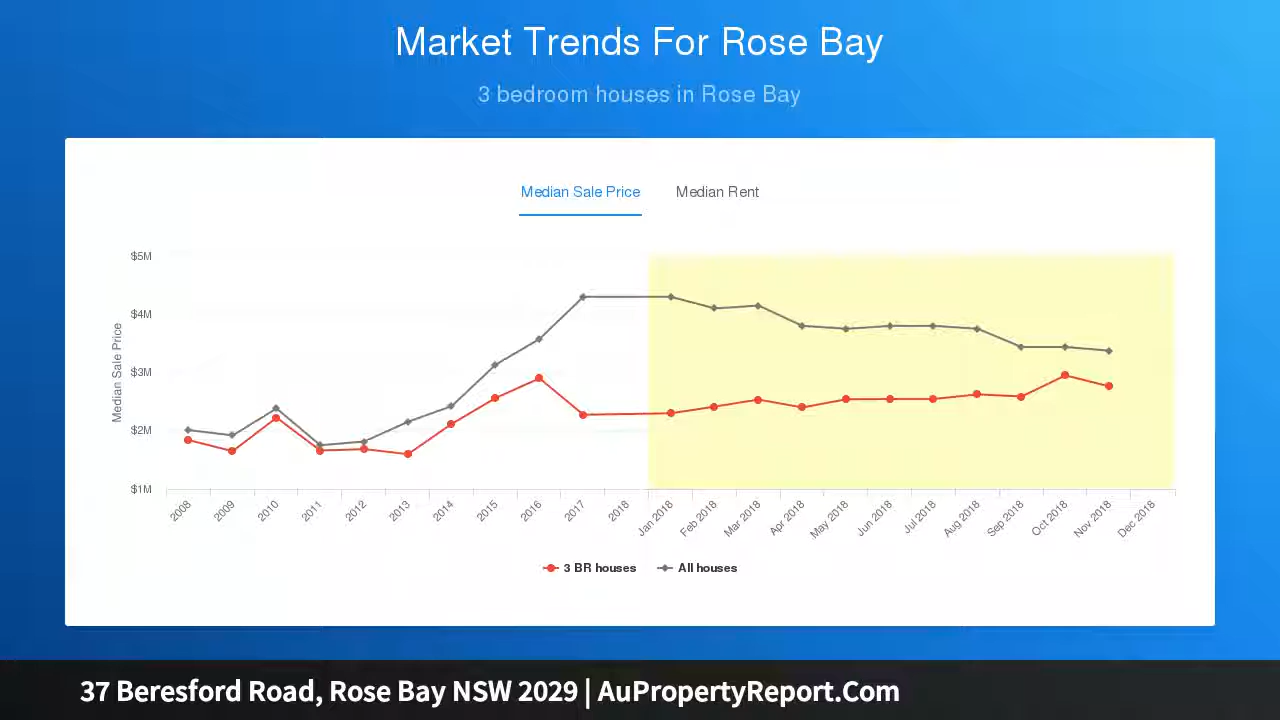 Market Trends For Rose Bay
3 bedroom houses in Rose Bay
Median Sale Price Median Rent
$5M
$4M
$3M
$2M
$1M
Median Sale Price
2008 2009 2010 2011 2012 2013 2014 2015 2016 2017 2018 Jan 2018 Feb 2018 Mar 2018 Apr 2018 May 2018 Jun 2018 Jul 2018 Aug 2018 Sep 2018 Oct 2018 Nov 2018 Dec 2018
3 BR houses All houses
37 Beresford Road, Rose Bay NSW 2029 | AuPropertyReport.Com